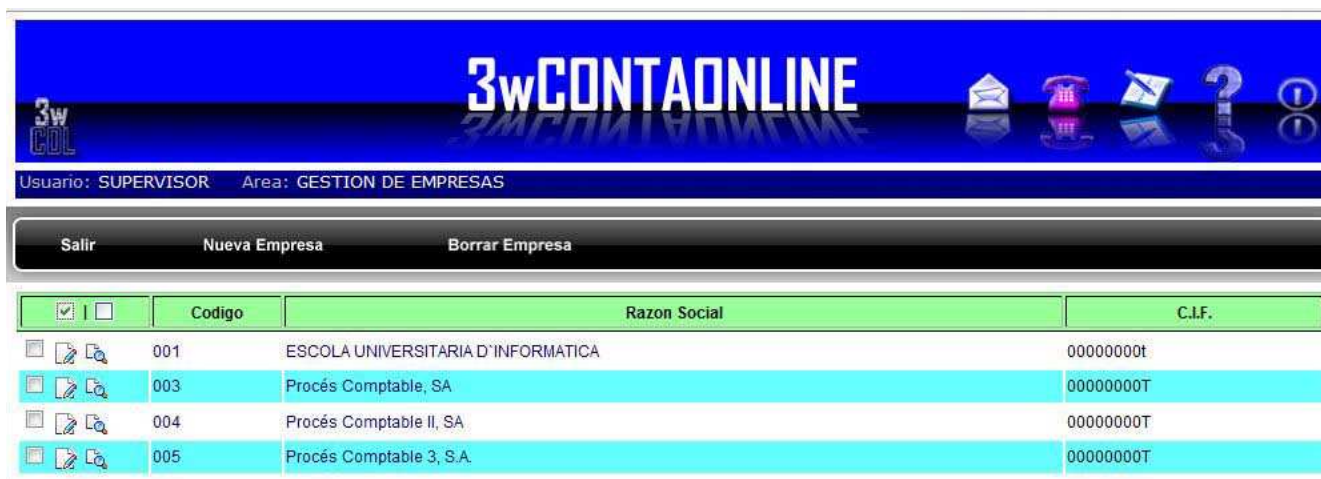 3wCONTAONLINE
3w
COL
Usuario: SUPERVISOR Area: GESTION DE EMPRESAS
Salir Nueva Empresa Borrar Empresa
| Codigo Razon Social C.I.F.
001 ESCOLA UNIVERSITARIA D`INFORMATICA 00000000t
003 Procés Comptable, SA 00000000T
004 Procés Comptable II, SA 00000000T
005 Procés Comptable 3, S.A. 00000000T